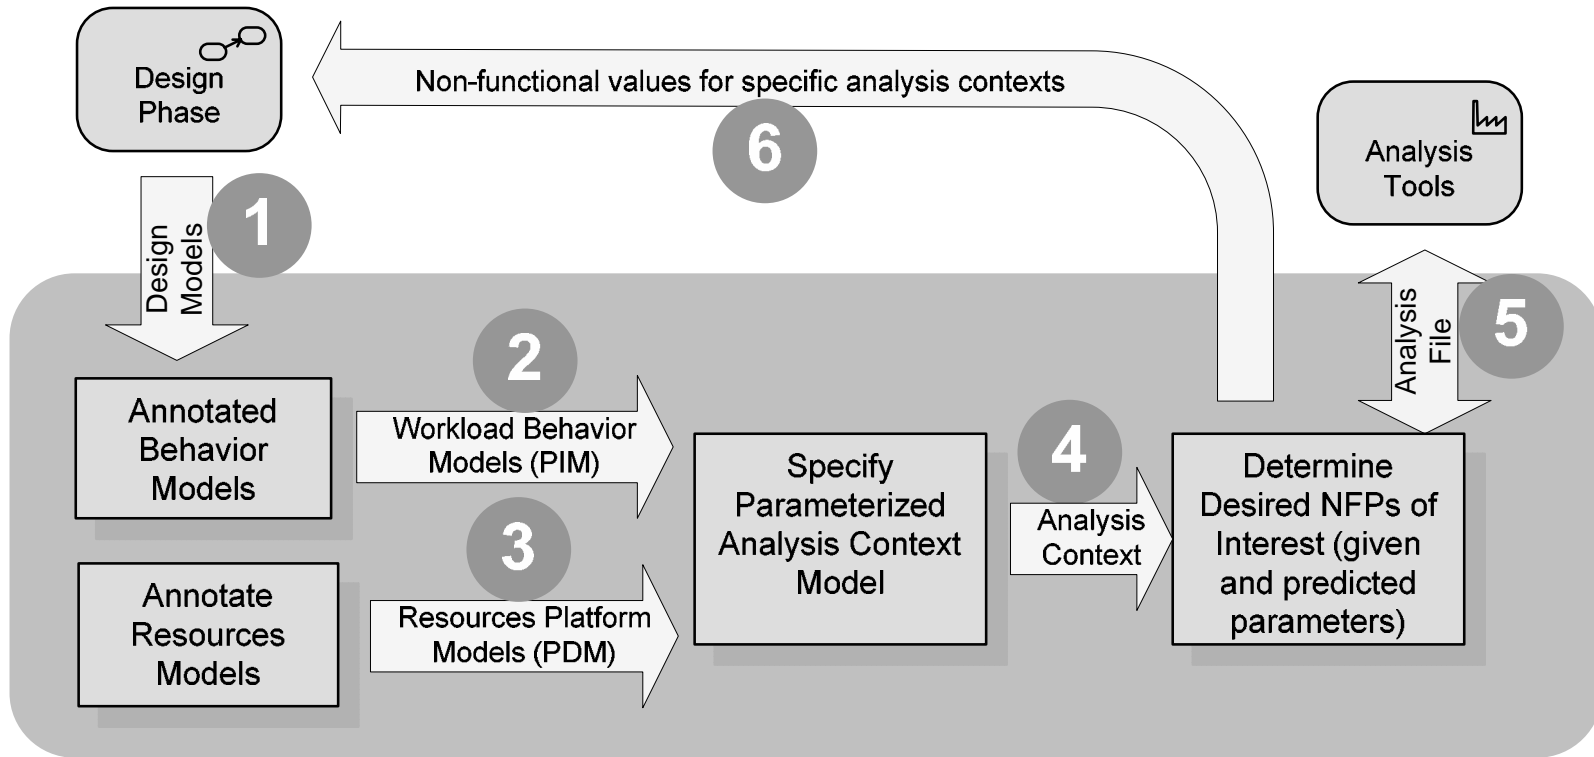 Design
Phase
Non-functional values for specific analysis contexts
6
Analysis
Tools
1
Design
Models
Analysis
File
5
Annotated
Behavior
Models
2
Workload Behavior
Models (PIM)
Annotate
Resources
Models
3
Resources Platform
Models (PDM)
Specify
Parameterized
Analysis Context
Model
4
Analysis
Context
Determine
Desired NFPs of
Interest (given
and predicted
parameters)